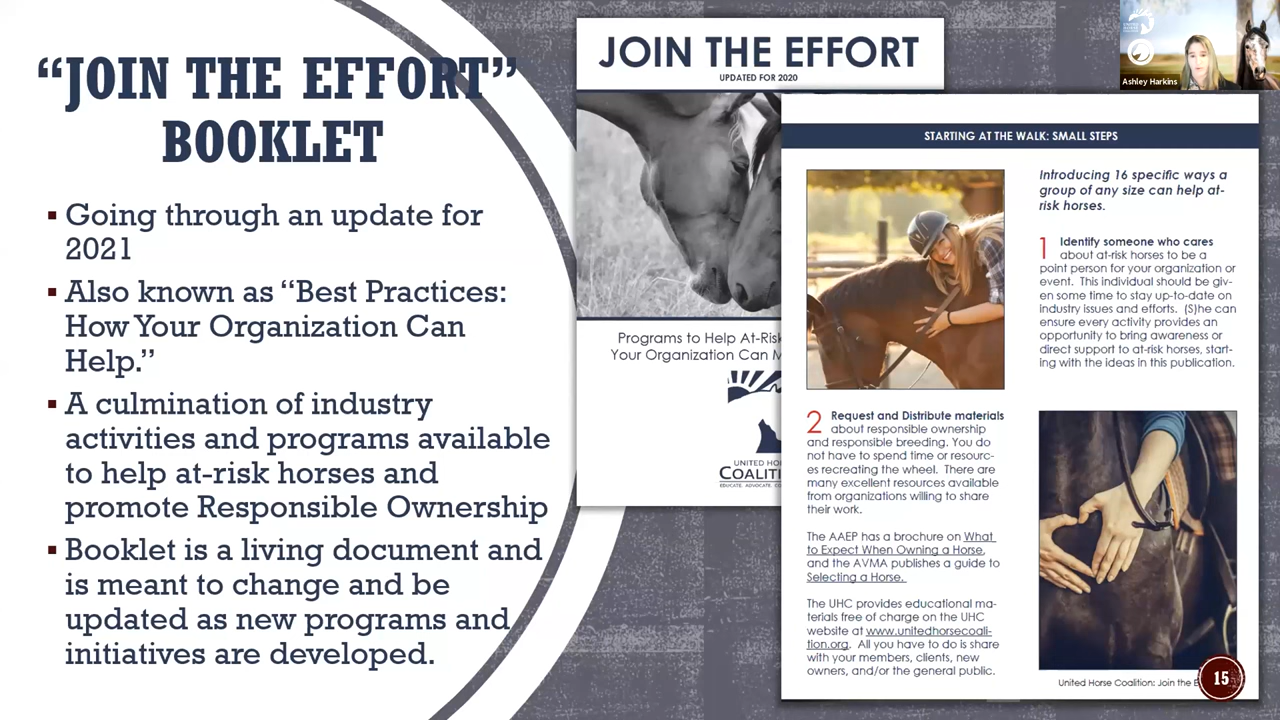 “JOIN THE EFFORT”
BOOKLET
Going through an update for
2021
Also known as “Best Practices:
How Your Organization Can
Help.”
A culmination of industry
activities and programs available
to help at-risk horses and
promote Responsible Ownership
Booklet is a living document and
is meant to change and be
updated as new programs and
initiatives are developed.
JOIN THE EFFORT
UPDATED FOR 2020
Programs to Help At-Ris
Your Organization Can M
UNITED HO
COALIT
EDUCATE. ADVOCATE.
STARTING AT THE WALK: SMALL STEPS
Introducing 16 specific ways a
group of any size can help at-
risk horses.
1 Identify someone who cares
about at-risk horses to be a
point person for your organization or
event. This individual should be giv-
en some time to stay up-to-date on
industry issues and efforts. (S)he can
ensure every activity provides an
opportunity to bring awareness or
direct support to at-risk horses, start-
ing with the ideas in this publication.
2 Request and Distribute materials
about responsible ownership
and responsible breeding. You do
not have to spend time or resourc-
es recreating the wheel. There are
many excellent resources available
from organizations willing to share
their work.
The AAEP has a brochure on What
to Expect When Owning a Horse,
and the AVMA publishes a guide to
Selecting a Horse.
The UHC provides educational ma-
terials free of charge on the UHC
website at www.unitedhorsecoali-
tion.org. All you have to do is share
with your members, clients, new
owners, and/or the general public.
United Horse Coalition: Join the E
15
Ashley Harkins